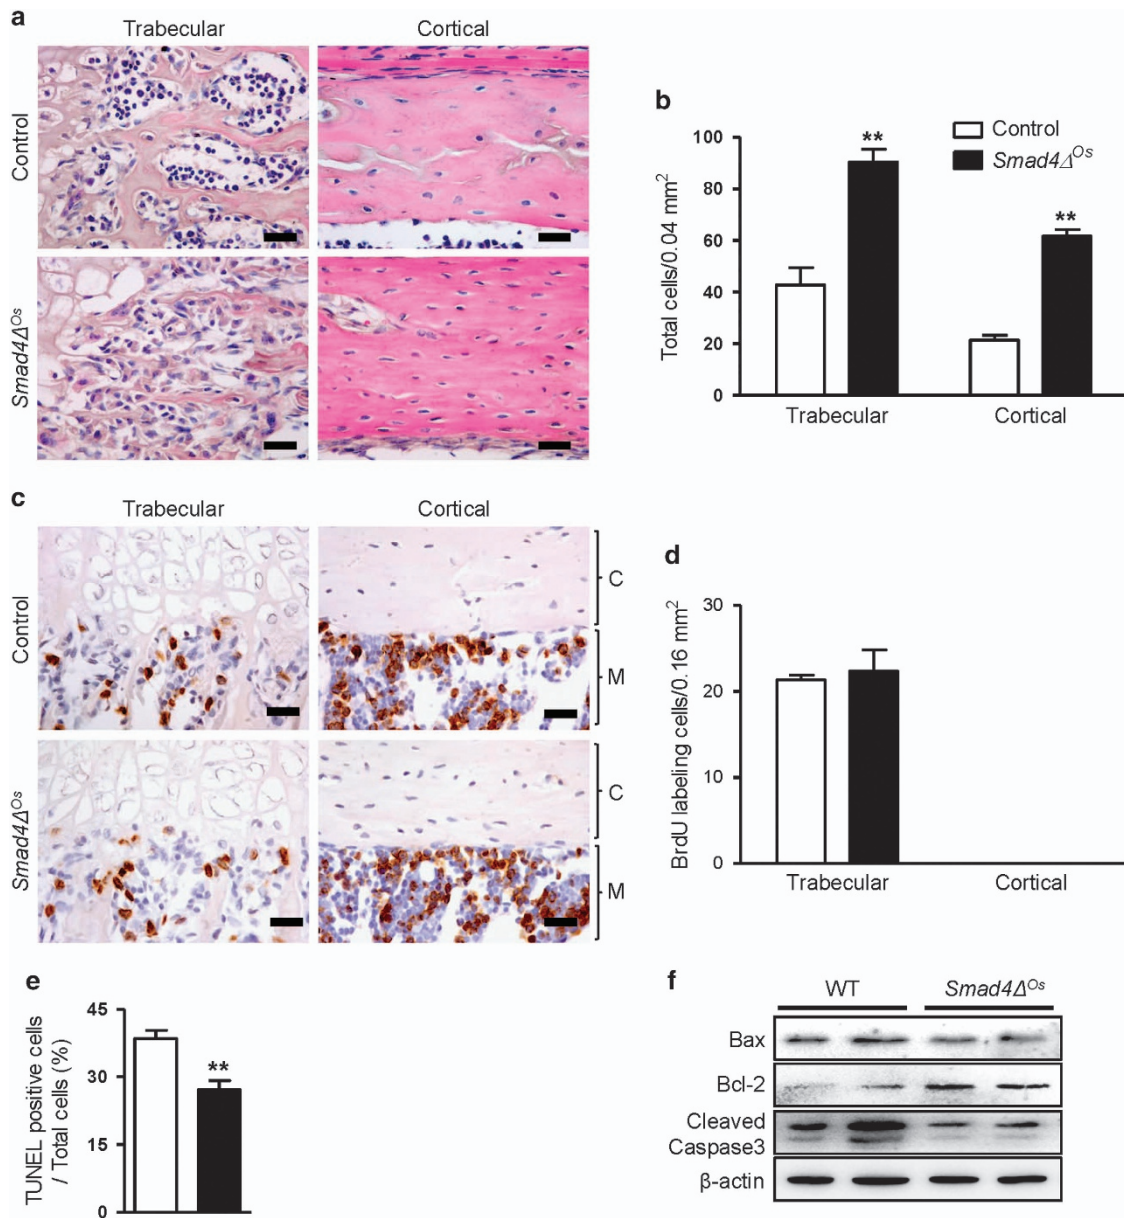 a
Trabecular Cortical
Control
Smad4Δ^Os
b
Total cells/0.04 mm²
100
80
60
40
20
0
**
**
Control
Smad4Δ^Os
Trabecular Cortical
c
Trabecular Cortical
Control
Smad4Δ^Os
C
M
C
M
d
BrdU labeling cells/0.16 mm²
30
20
10
0
Trabecular Cortical
e
TUNEL positive cells
/ Total cells (%)
45
30
15
0
**
f
WT Smad4Δ^Os
Bax
Bcl-2
Cleaved
Caspase3
β-actin